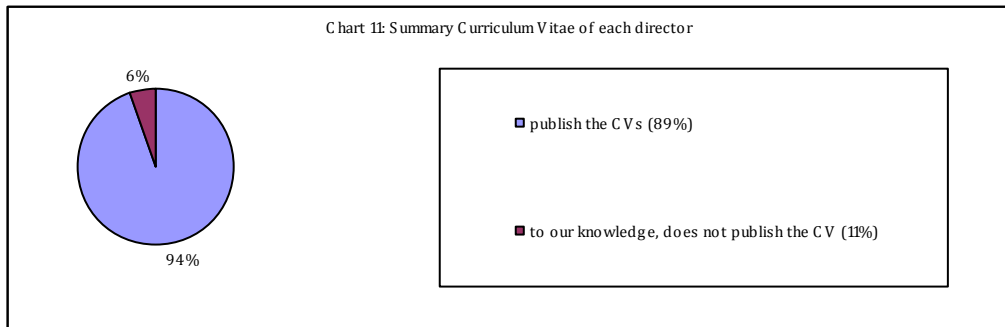 Chart 11: Summary Curriculum Vitae of each director
6%
94%
publish the CVs (89%)
to our knowledge, does not publish the CV (11%)